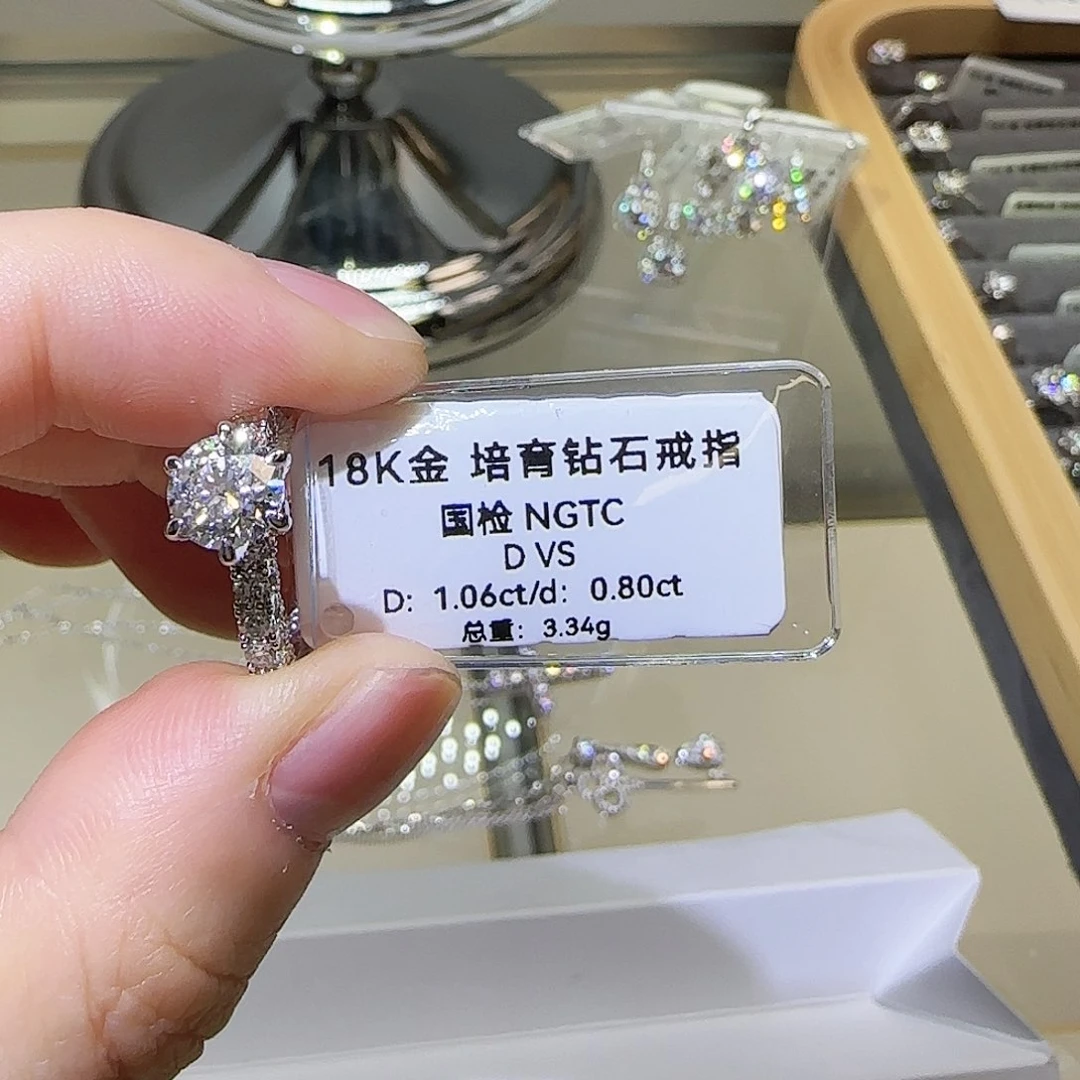 18K金 培育钻石戒指
国检 NGTC
D VS
D: 1.06ct/d: 0.80ct
总重: 3.34g